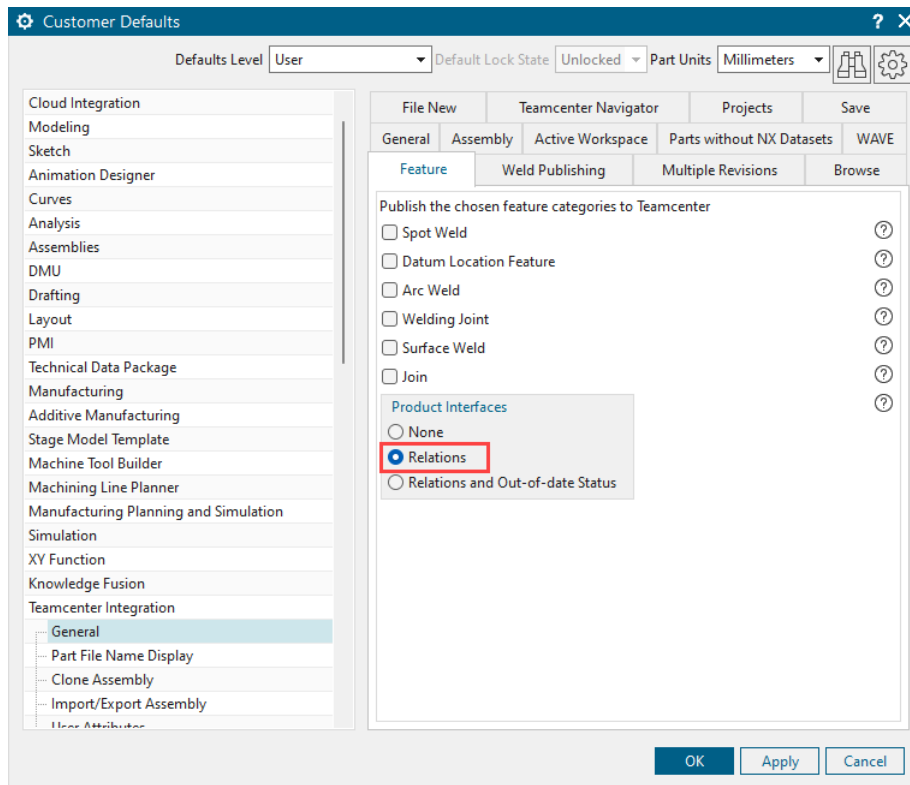 Customer Defaults
? X
Defaults Level User Default Lock State Unlocked Part Units Millimeters
Cloud Integration
Modeling
Sketch
Animation Designer
Curves
Analysis
Assemblies
DMU
Drafting
Layout
PMI
Technical Data Package
Manufacturing
Additive Manufacturing
Stage Model Template
Machine Tool Builder
Machining Line Planner
Manufacturing Planning and Simulation
Simulation
XY Function
Knowledge Fusion
Teamcenter Integration
General
Part File Name Display
Clone Assembly
Import/Export Assembly
User Attributes
File New Teamcenter Navigator Projects Save
General Assembly Active Workspace Parts without NX Datasets WAVE
Feature Weld Publishing Multiple Revisions Browse
Publish the chosen feature categories to Teamcenter
Spot Weld ?
Datum Location Feature ?
Arc Weld ?
Welding Joint ?
Surface Weld ?
Join ?
Product Interfaces ?
None
Relations
Relations and Out-of-date Status
OK Apply Cancel